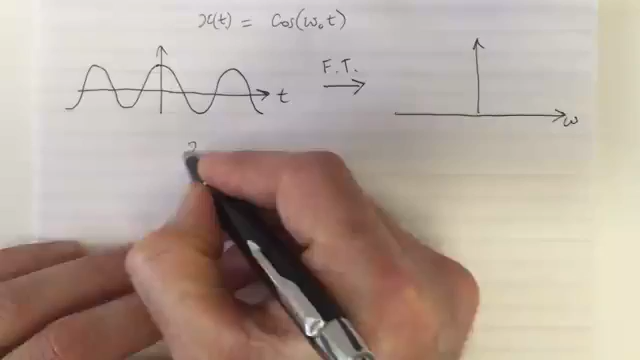 x(t) = cos(ω₀t)
F.T.
t
ω